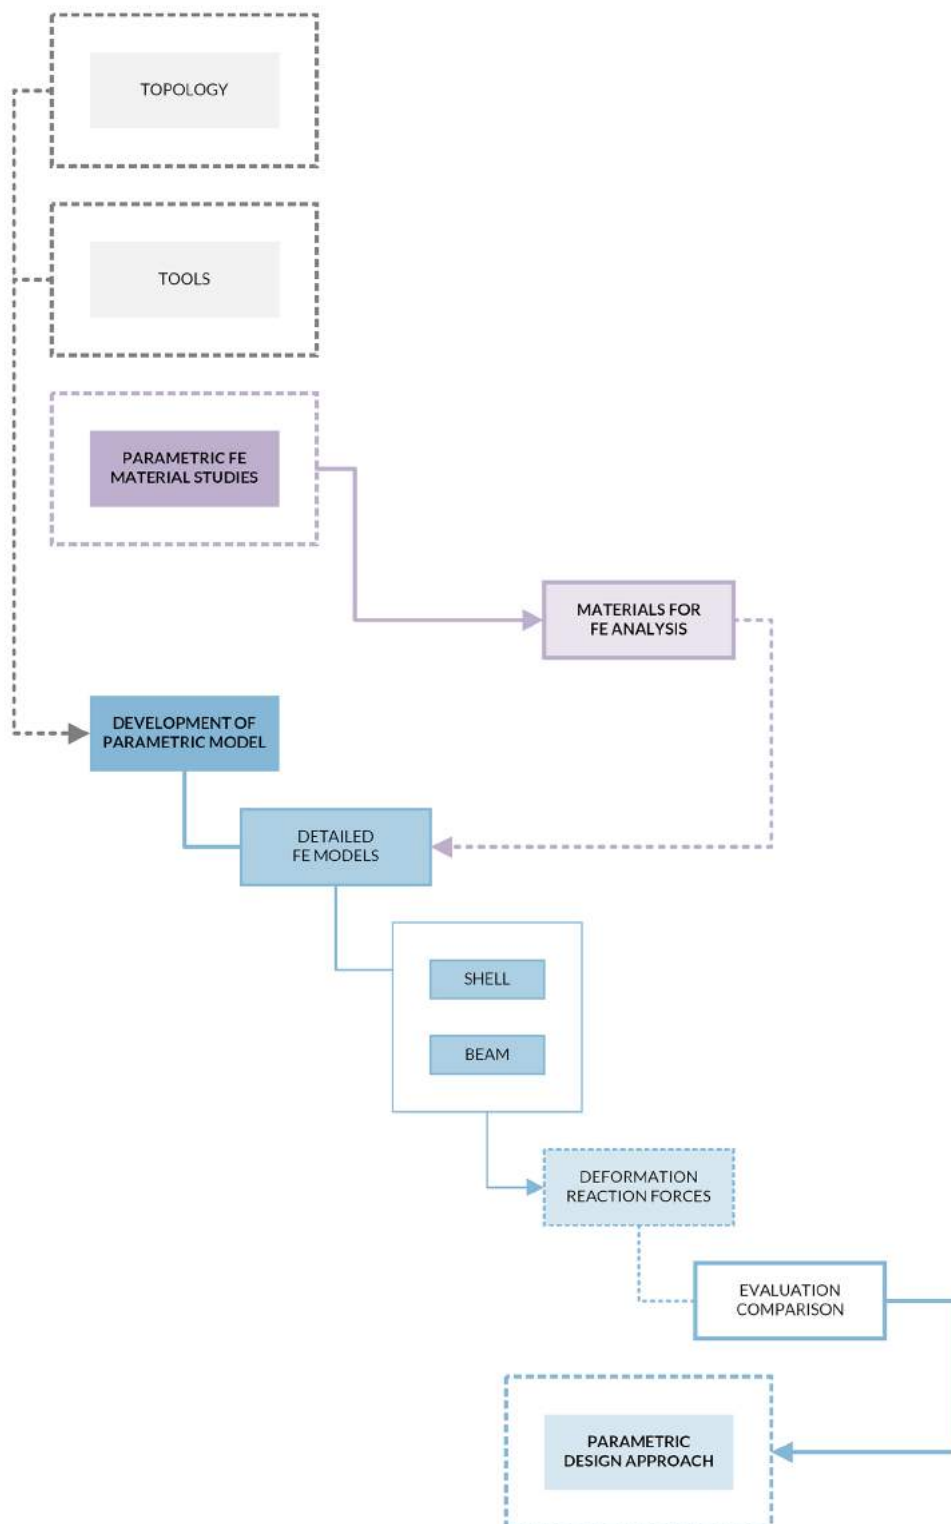 TOPOLOGY
TOOLS
PARAMETRIC FE
MATERIAL STUDIES
MATERIALS FOR
FE ANALYSIS
DEVELOPMENT OF
PARAMETRIC MODEL
DETAILED
FE MODELS
SHELL
BEAM
DEFORMATION
REACTION FORCES
EVALUATION
COMPARISON
PARAMETRIC
DESIGN APPROACH